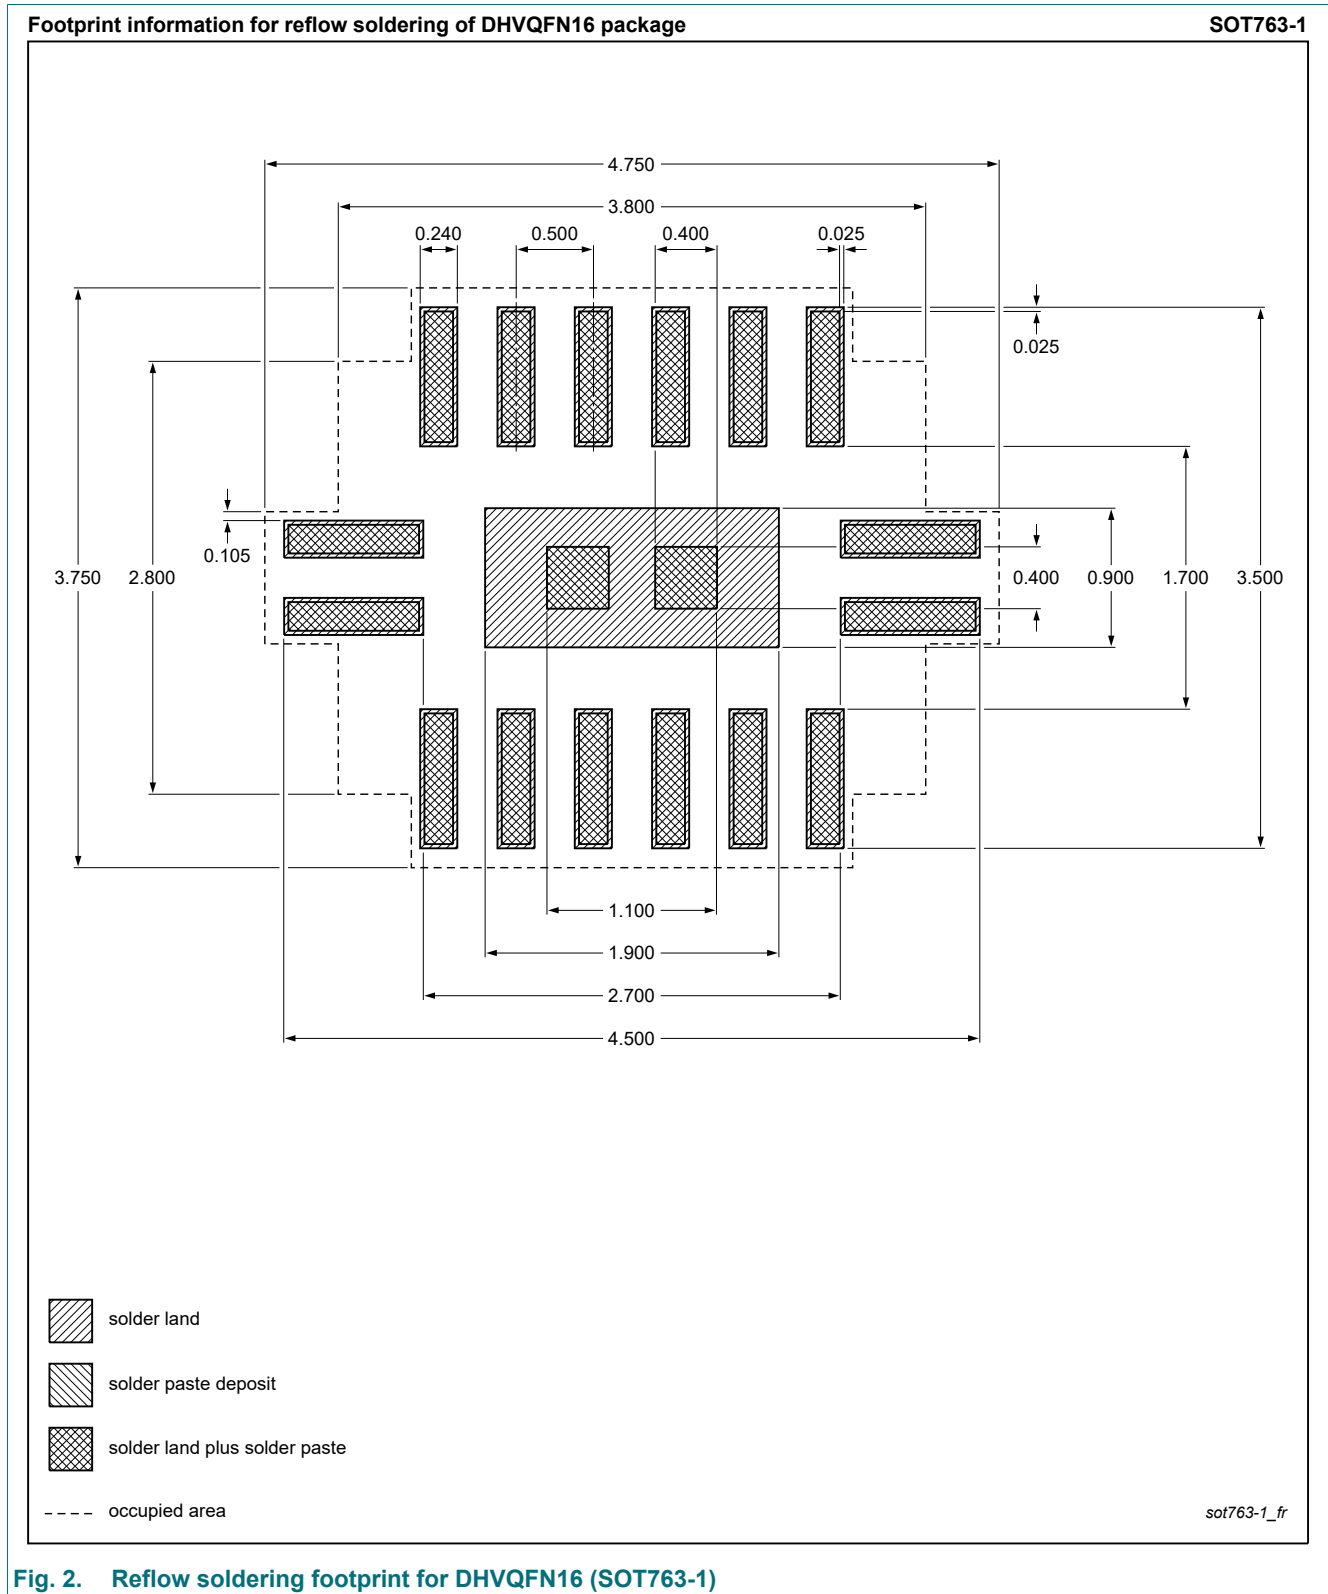 Footprint information for reflow soldering of DHVQFN16 package SOT763-1
4.750
3.800
0.240 0.500 0.400 0.025
0.025
0.105
3.750 2.800 0.400 0.900 1.700 3.500
1.100
1.900
2.700
4.500
solder land
solder paste deposit
solder land plus solder paste
occupied area
sot763-1_fr
Fig. 2. Reflow soldering footprint for DHVQFN16 (SOT763-1)